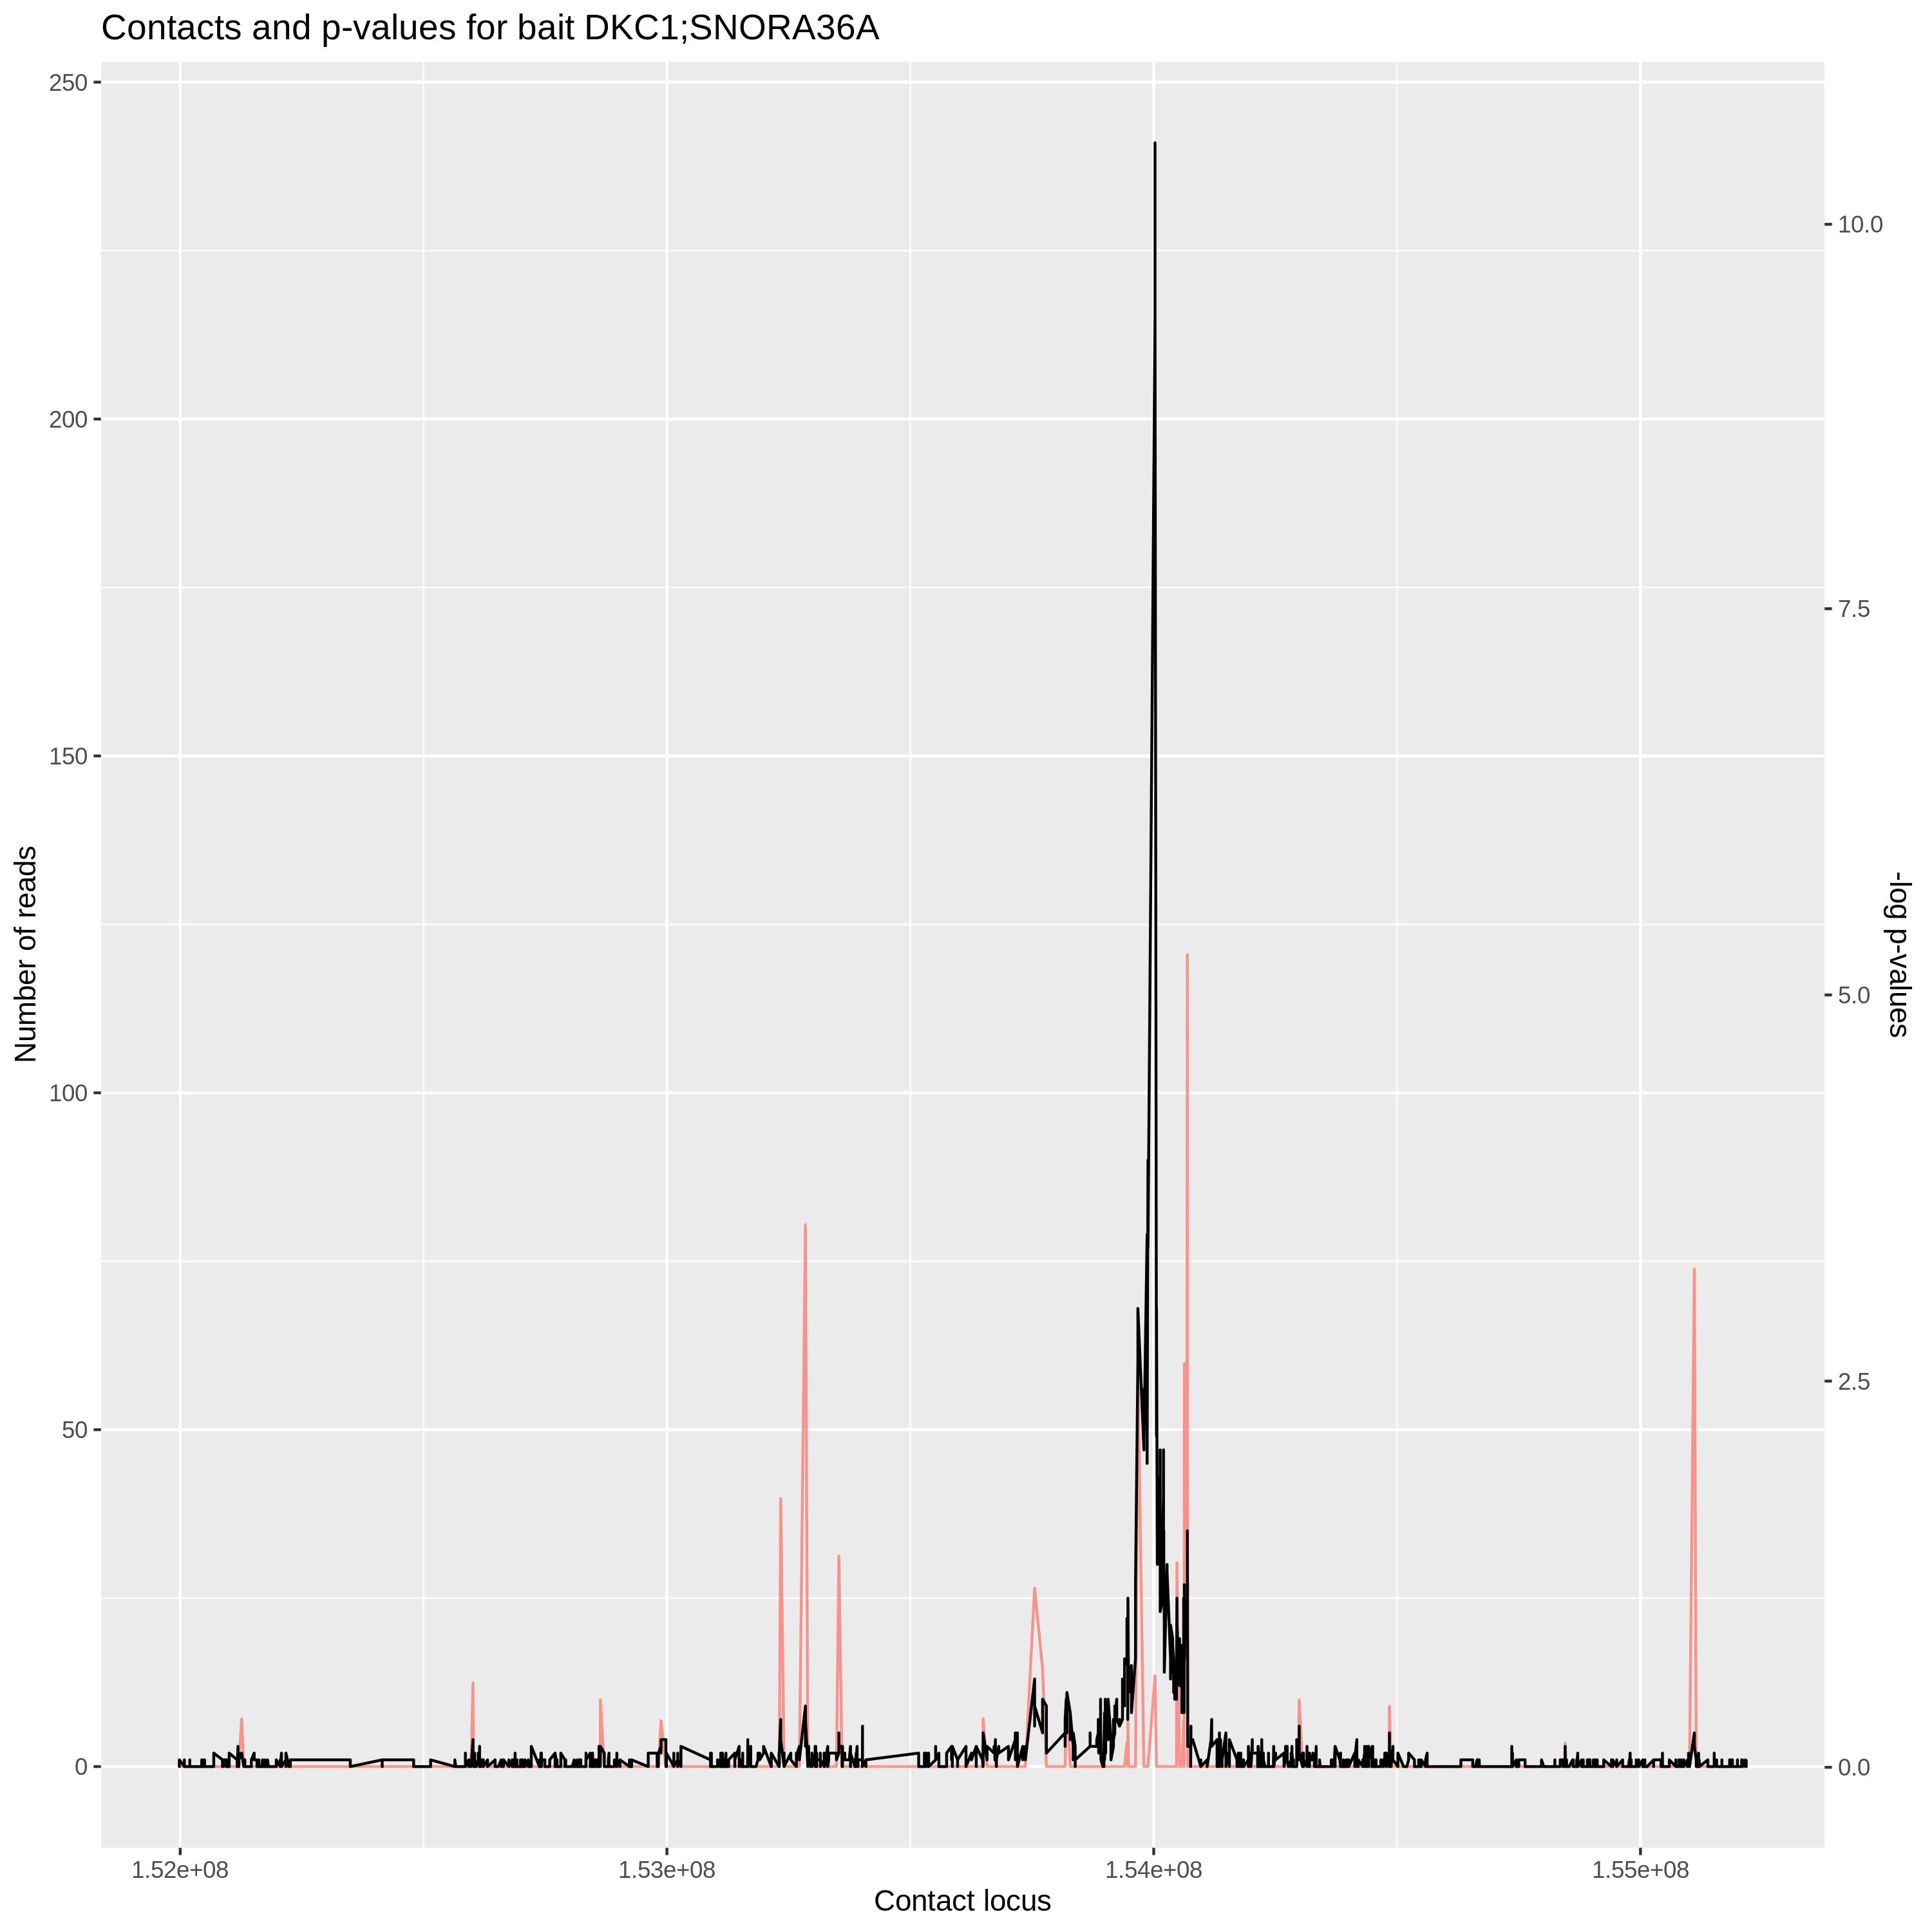 Contacts and p-values for bait DKC1;SNORA36A
250
200
150
100
50
0
Number of reads
10.0
7.5
5.0
2.5
0.0
-log p-values
1.52e+08 1.53e+08 1.54e+08 1.55e+08
Contact locus